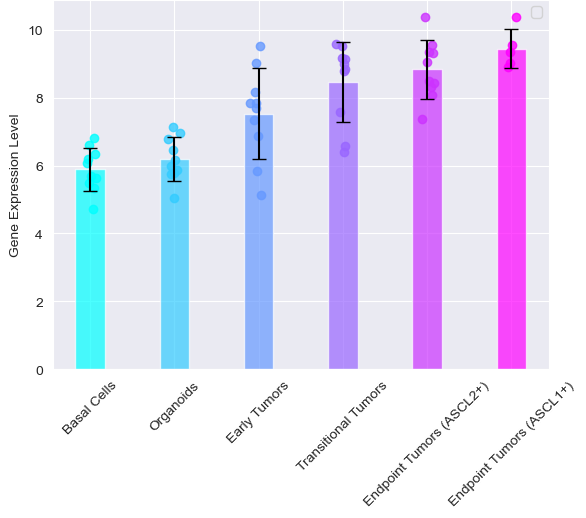 Gene Expression Level
10
8
6
4
2
0
Basal Cells
Organoids
Early Tumors
Transitional Tumors
Endpoint Tumors (ASCL2+)
Endpoint Tumors (ASCL1+)